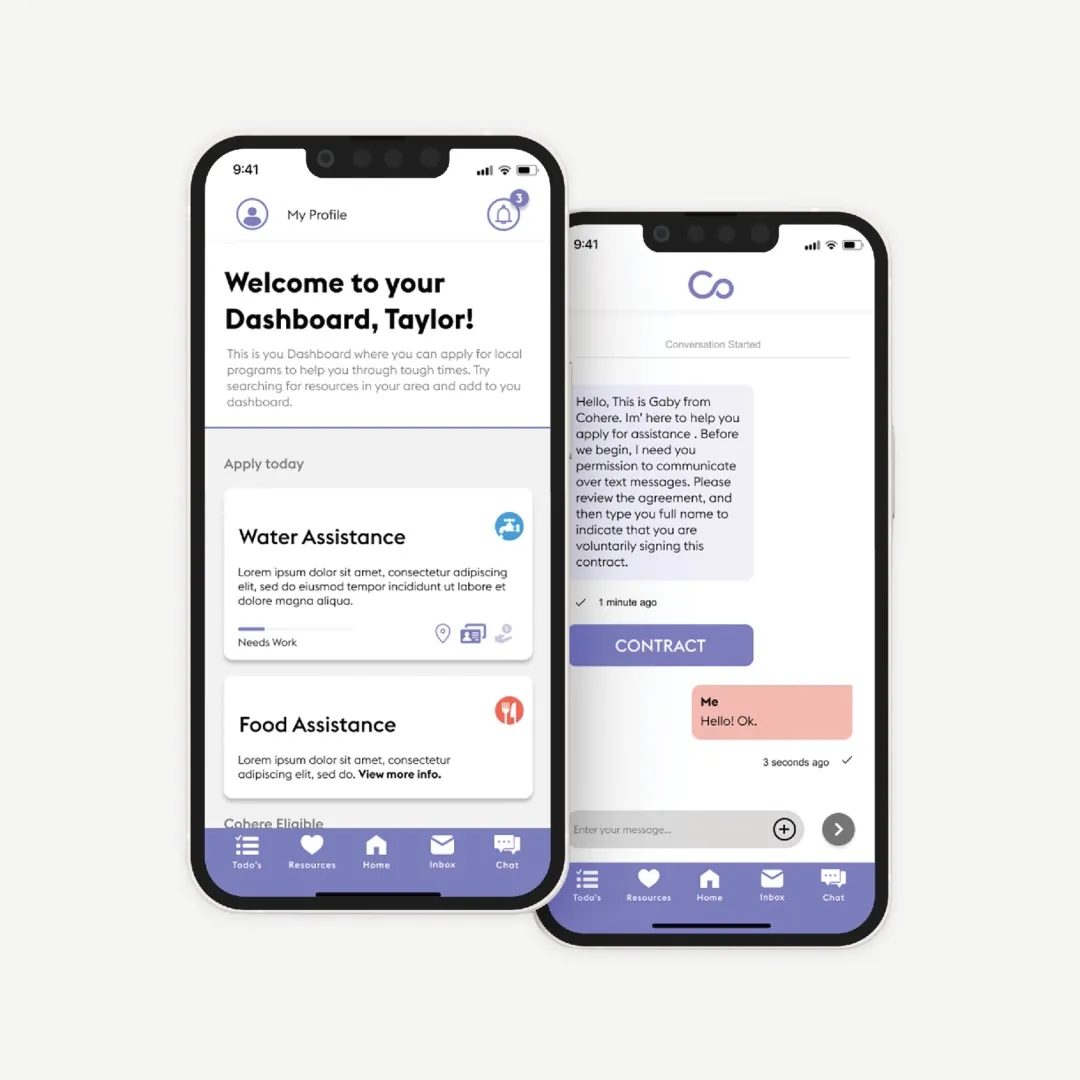 9:41
My Profile
3
Welcome to your
Dashboard, Taylor!
This is you Dashboard where you can apply for local
programs to help you through tough times. Try
searching for resources in your area and add to you
dashboard.
Apply today
Water Assistance
Lorem ipsum dolor sit amet, consectetur adipiscing
elit, sed do eiusmod tempor incididunt ut labore et
dolore magna aliqua.
Needs Work
Food Assistance
Lorem ipsum dolor sit amet, consectetur
adipiscing elit, sed do. View more info.
Cohere Eligible
Todo's Resources Home Inbox Chat
9:41
Co
Conversation Started
Hello, This is Gaby from
Cohere. Im' here to help you
apply for assistance . Before
we begin, I need you
permission to communicate
over text messages. Please
review the agreement, and
then type you full name to
indicate that you are
voluntarily signing this
contract.
1 minute ago
CONTRACT
Me
Hello! Ok.
3 seconds ago
Enter your message...
Todo's Resources Home Inbox Chat